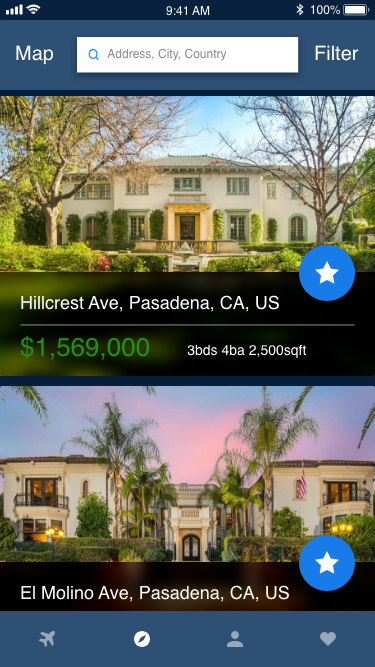 9:41 AM
100%
Map
Address, City, Country
Filter
Hillcrest Ave, Pasadena, CA, US
$1,569,000
3bds 4ba 2,500sqft
El Molino Ave, Pasadena, CA, US